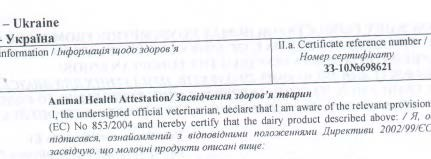 – Ukraine
- Україна
nformation / Інформація щодо здоров'я
II.a. Certificate reference number /
Номер сертифікату
33-10№698621
Animal Health Attestation/ Засвідчення здоров'я тварин
I, the undersigned official veterinarian, declare that I am aware of the relevant provision
(EC) No 853/2004 and hereby certify that the dairy product described above: / Я, о
підписався, ознайомлений з відповідними положеннями Директиви 2002/99/ЕС
засвідчую, що молочні продукти описані вище: